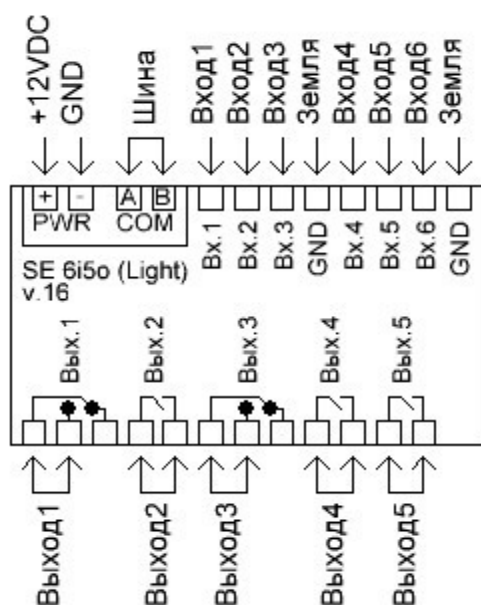 +12VDC
GND
Шина
Вход1
Вход2
Вход3
Земля
Вход4
Вход5
Вход6
Земля
+ - A B
PWR COM
Вх.1
Вх.2
Вх.3
GND
Вх.4
Вх.5
Вх.6
GND
SE 6i5o (Light)
v.16
Вых.1
Вых.2
Вых.3
Вых.4
Вых.5
Выход1
Выход2
Выход3
Выход4
Выход5